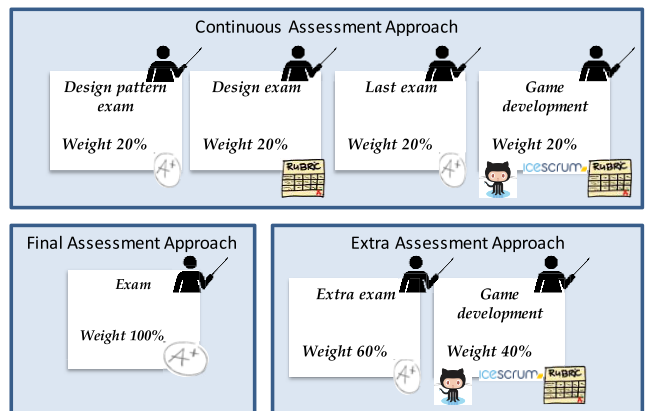 Continuous Assessment Approach
Design pattern exam
Weight 20%
A+
Design exam
Weight 20%
RUBRIC
Last exam
Weight 20%
A+
Game development
Weight 20%
icescrum
RUBRIC
Final Assessment Approach
Exam
Weight 100%
A+
Extra Assessment Approach
Extra exam
Weight 60%
A+
Game development
Weight 40%
icescrum
RUBRIC